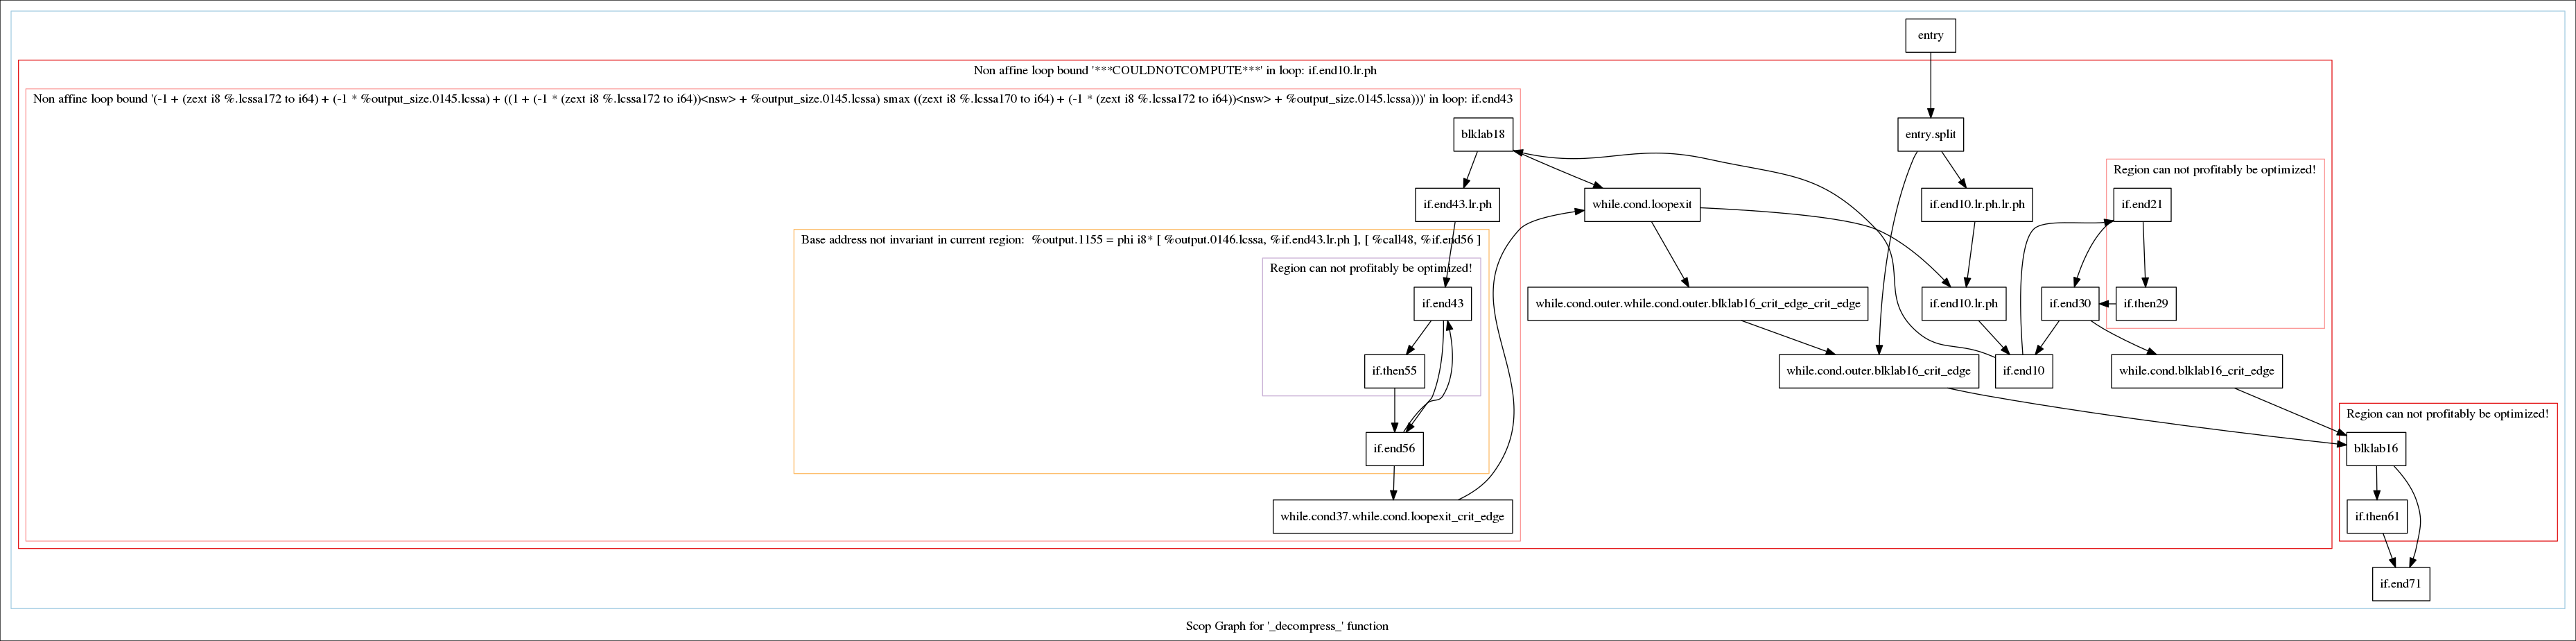 entry
Non affine loop bound '***COULDNOTCOMPUTE***' in loop: if.end10.lr.ph
Non affine loop bound '(-1 + (zext i8 %.lcssa172 to i64) + (-1 * %output_size.0145.lcssa) + ((1 + (-1 * (zext i8 %.lcssa172 to i64))<nsw> + %output_size.0145.lcssa) smax ((zext i8 %.lcssa170 to i64) + (-1 * (zext i8 %.lcssa172 to i64))<nsw> + %output_size.0145.lcssa)))' in loop: if.end43
blklab18
entry.split
Region can not profitably be optimized!
if.end43.lr.ph
while.cond.loopexit
if.end10.lr.ph.lr.ph
if.end21
Base address not invariant in current region:  %output.1155 = phi i8* [ %output.0146.lcssa, %if.end43.lr.ph ], [ %call48, %if.end56 ]
Region can not profitably be optimized!
if.end43
while.cond.outer.while.cond.outer.blklab16_crit_edge_crit_edge
if.end10.lr.ph
if.end30
if.then29
if.then55
while.cond.outer.blklab16_crit_edge
if.end10
while.cond.blklab16_crit_edge
Region can not profitably be optimized!
if.end56
blklab16
while.cond37.while.cond.loopexit_crit_edge
if.then61
if.end71
Scop Graph for '_decompress_' function